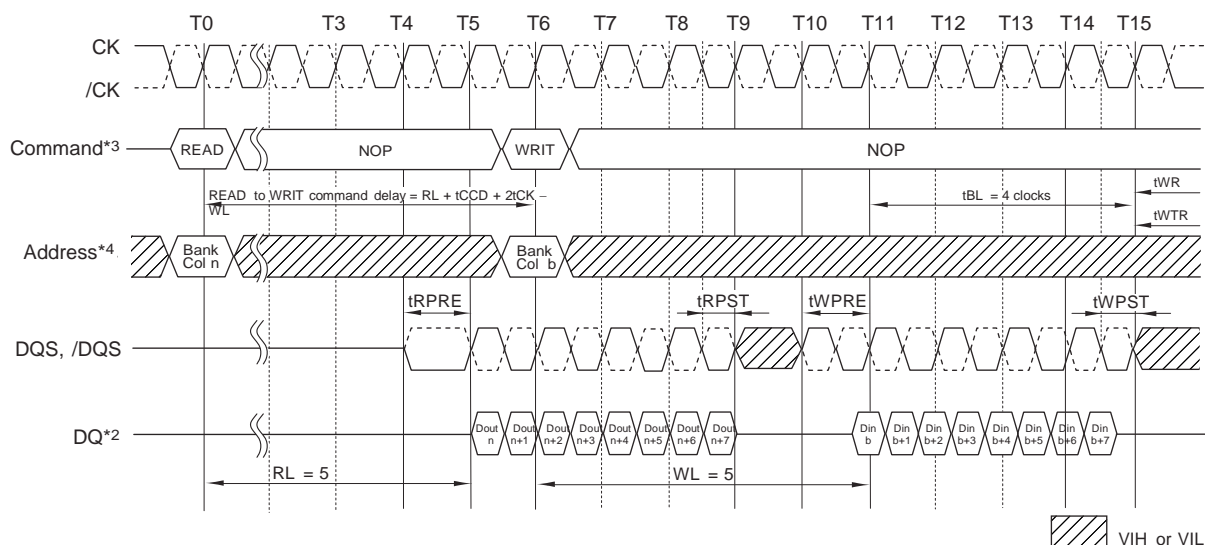 T0 T3 T4 T5 T6 T7 T8 T9 T10 T11 T12 T13 T14 T15
CK
/CK
Command*3 READ NOP WRIT NOP
READ to WRIT command delay = RL + tCCD + 2tCK –
WL
tBL = 4 clocks
tWR
tWTR
Address*4
Bank
Col n
Bank
Col b
tRPRE tRPST tWPRE tWPST
DQS, /DQS
DQ*2
Dout
n
Dout
n+1
Dout
n+2
Dout
n+3
Dout
n+4
Dout
n+5
Dout
n+6
Dout
n+7
Din
b
Din
b+1
Din
b+2
Din
b+3
Din
b+4
Din
b+5
Din
b+6
Din
b+7
RL = 5 WL = 5
VIH or VIL